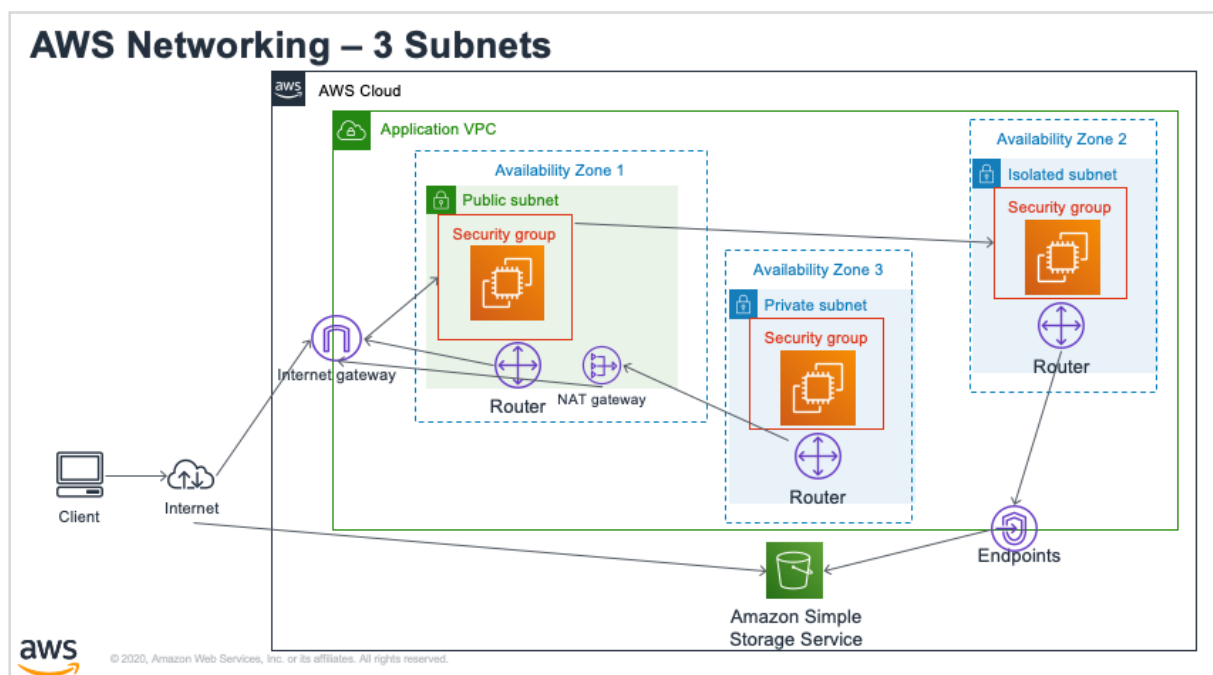 AWS Networking – 3 Subnets
aws
AWS Cloud
Application VPC
Availability Zone 1
Public subnet
Security group
Router
NAT gateway
Internet gateway
Availability Zone 2
Isolated subnet
Security group
Router
Availability Zone 3
Private subnet
Security group
Router
Client
Internet
Endpoints
Amazon Simple
Storage Service
aws
© 2020, Amazon Web Services, Inc. or its affiliates. All rights reserved.